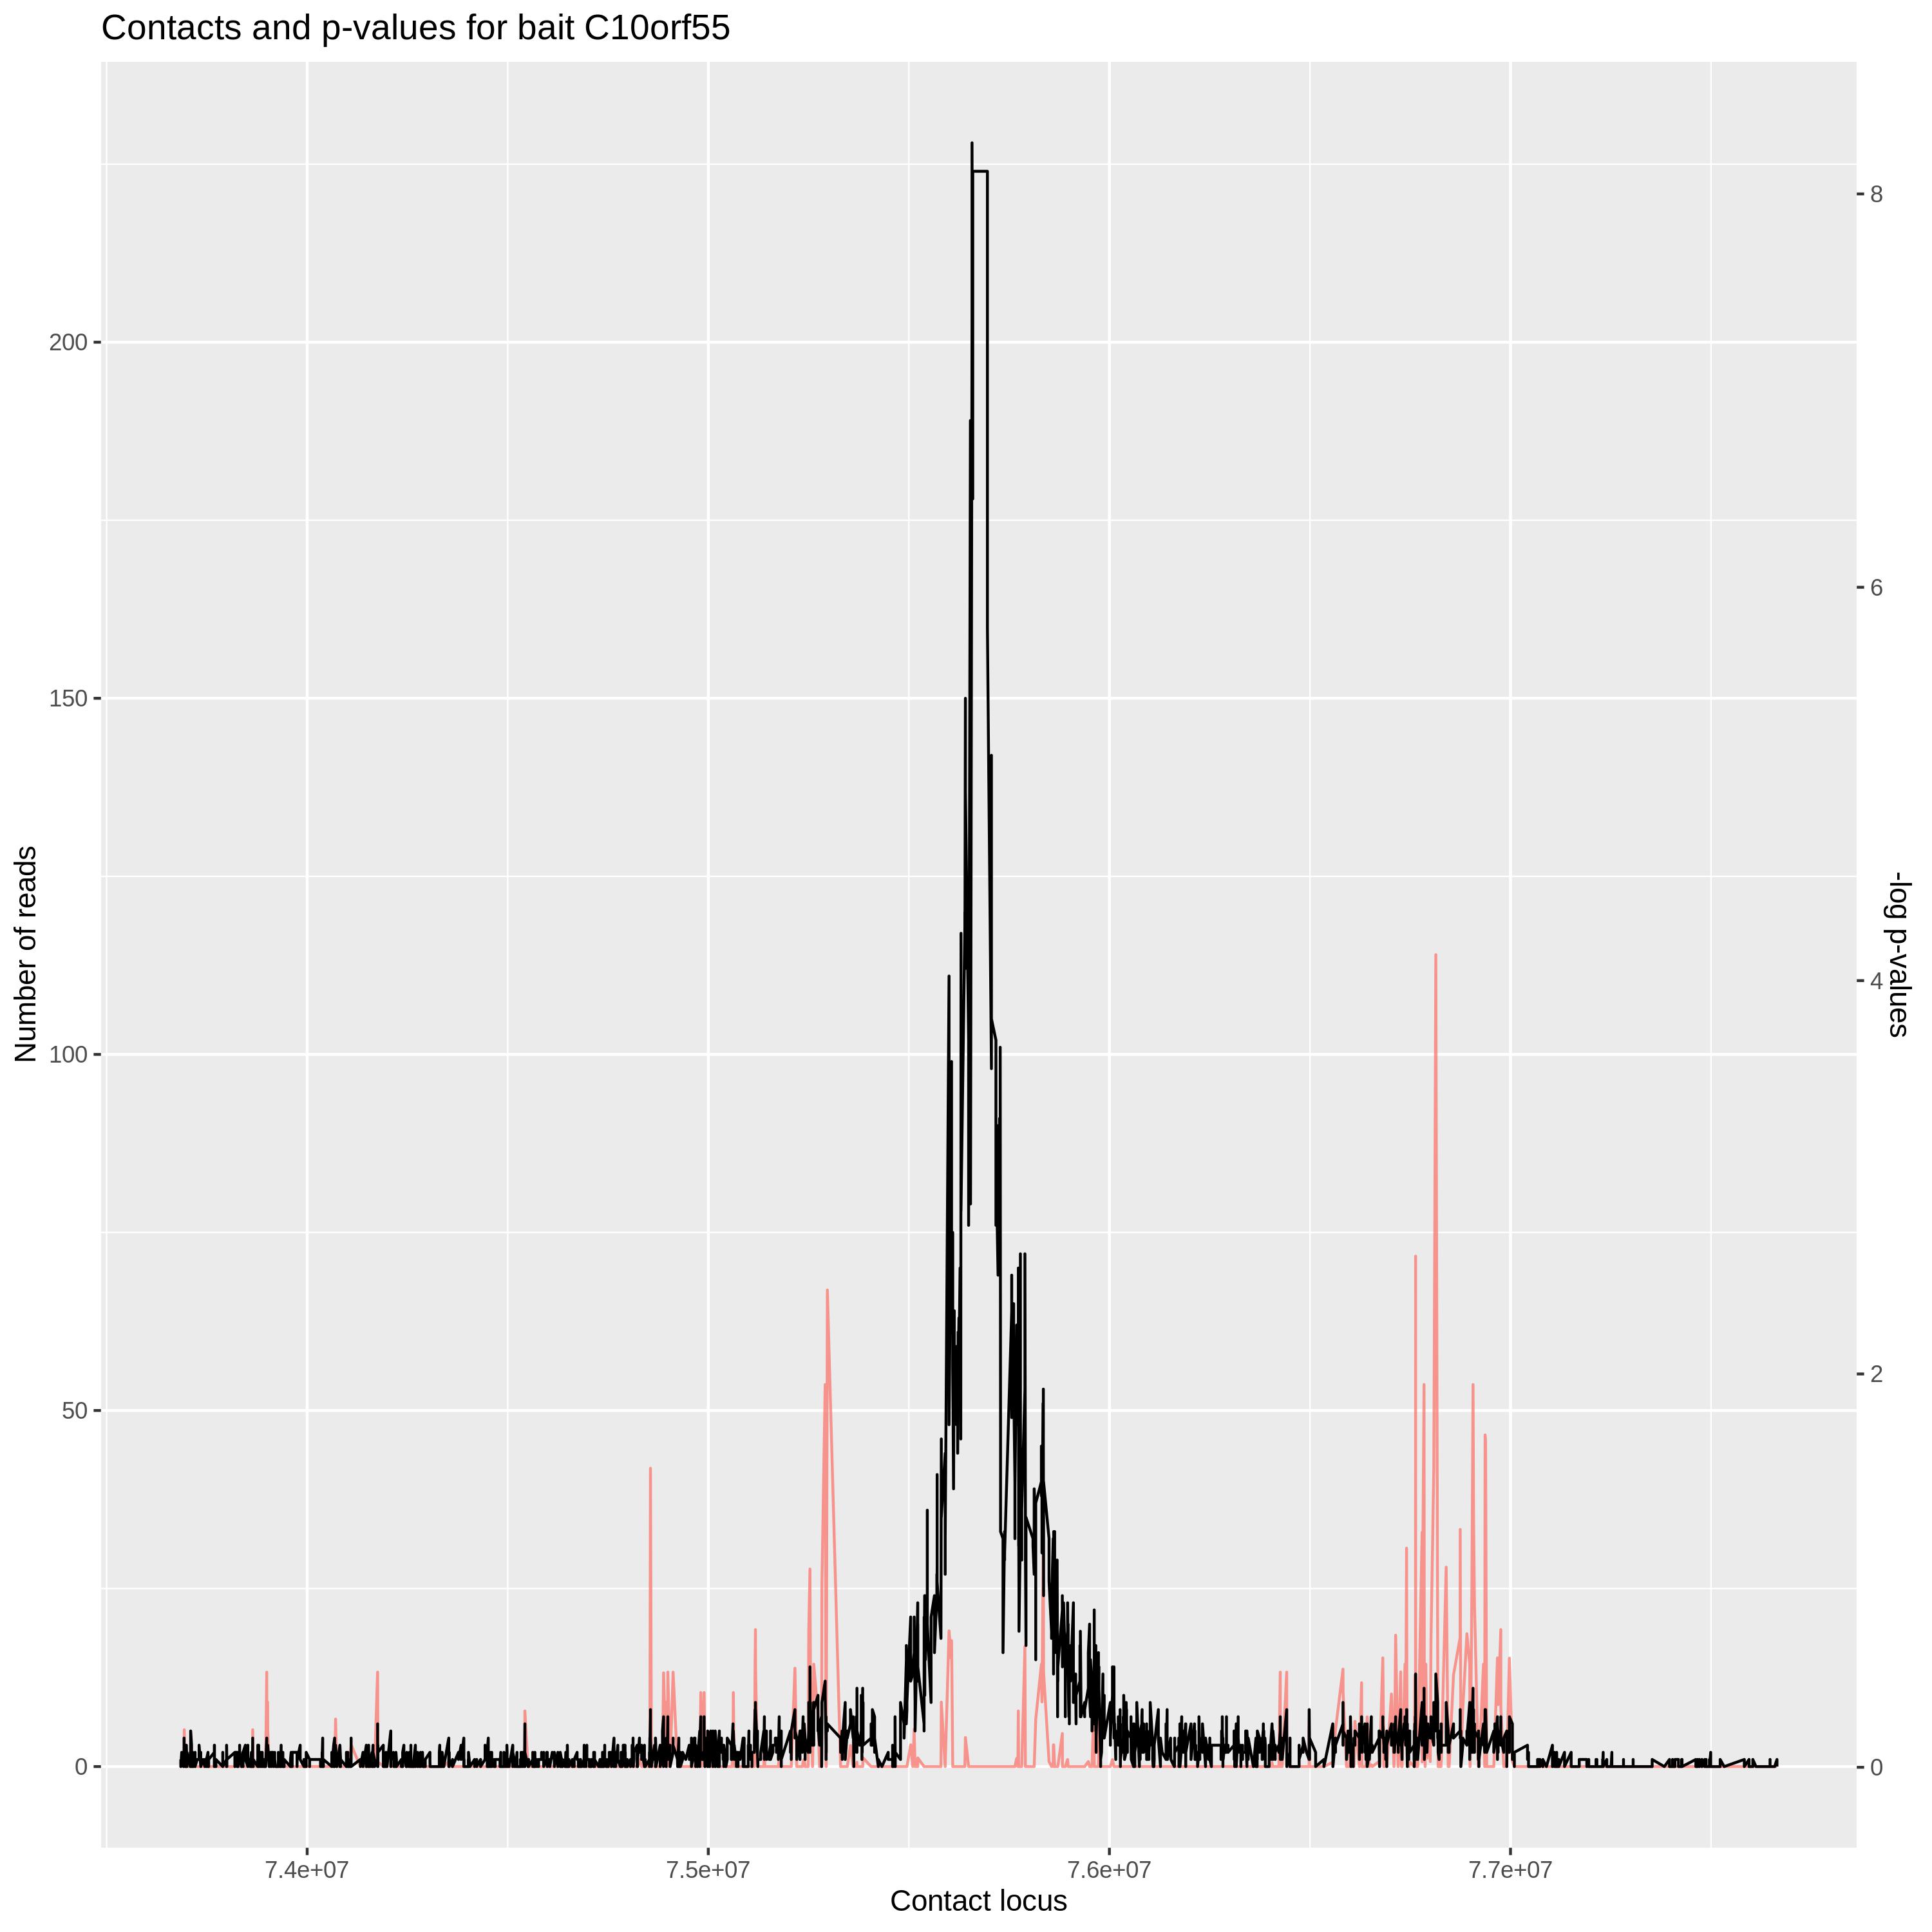 Contacts and p-values for bait C10orf55
Number of reads
200
150
100
50
0
8
6
4
2
0
-log p-values
7.4e+07
7.5e+07
7.6e+07
7.7e+07
Contact locus